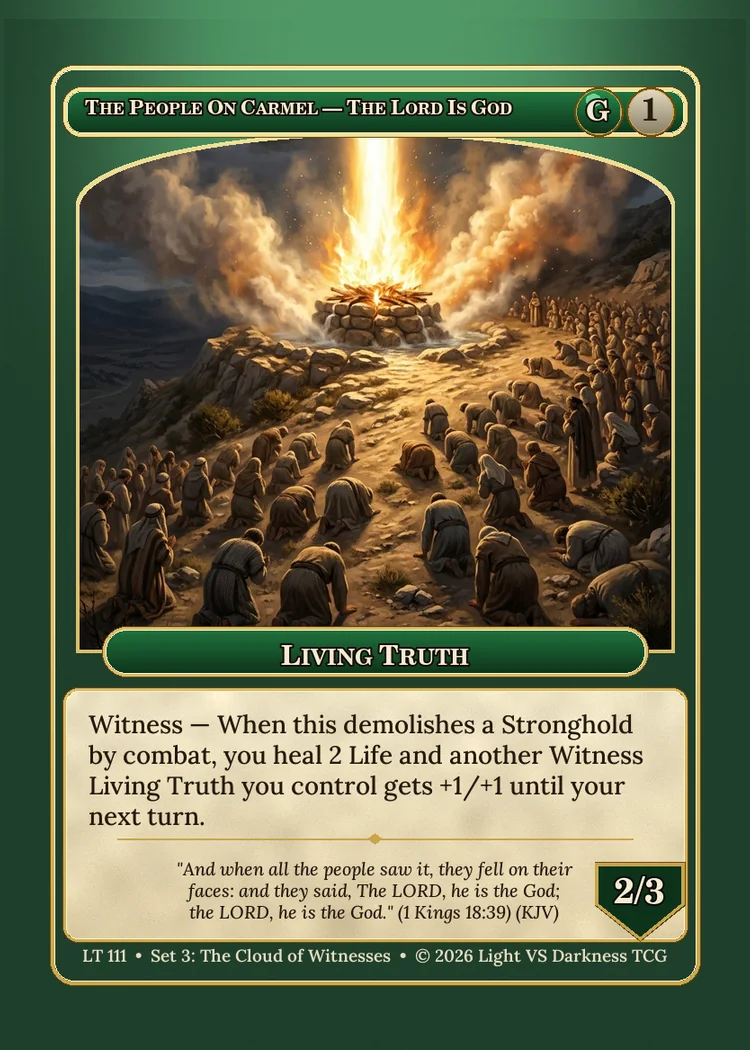 The People On Carmel — The Lord Is God
G 1
Living Truth
Witness — When this demolishes a Stronghold
by combat, you heal 2 Life and another Witness
Living Truth you control gets +1/+1 until your
next turn.
"And when all the people saw it, they fell on their
faces: and they said, The LORD, he is the God;
the LORD, he is the God." (1 Kings 18:39) (KJV)
2/3
LT 111 • Set 3: The Cloud of Witnesses • © 2026 Light VS Darkness TCG